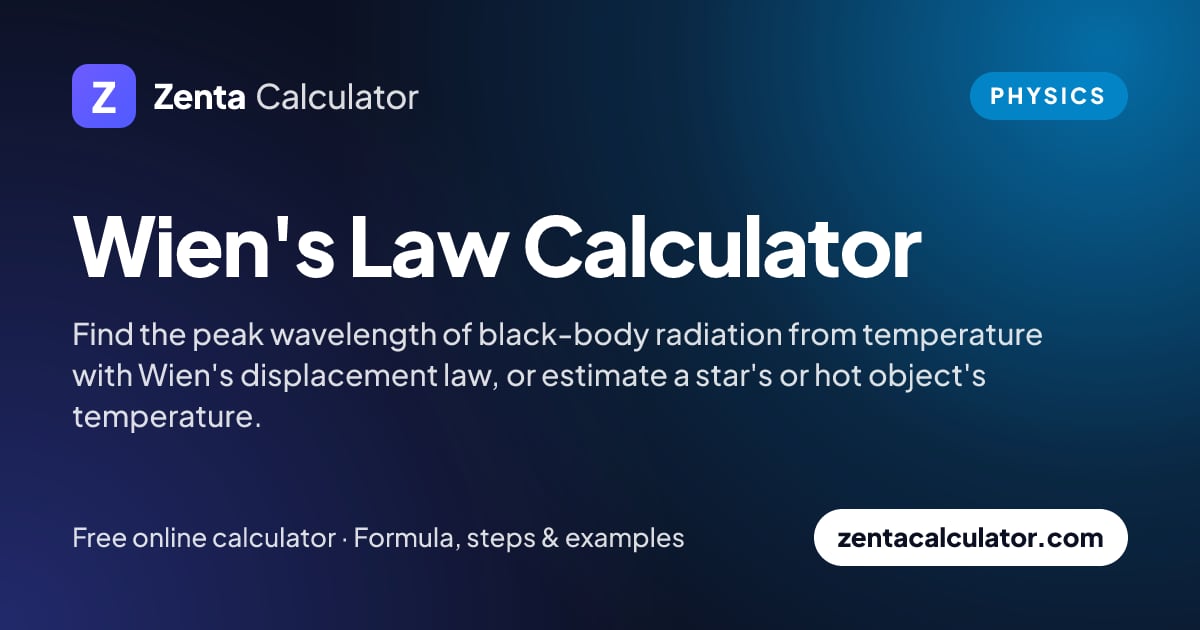 Z
Zenta Calculator
PHYSICS
Wien's Law Calculator
Find the peak wavelength of black-body radiation from temperature
with Wien's displacement law, or estimate a star's or hot object's
temperature.
Free online calculator · Formula, steps & examples
zentacalculator.com